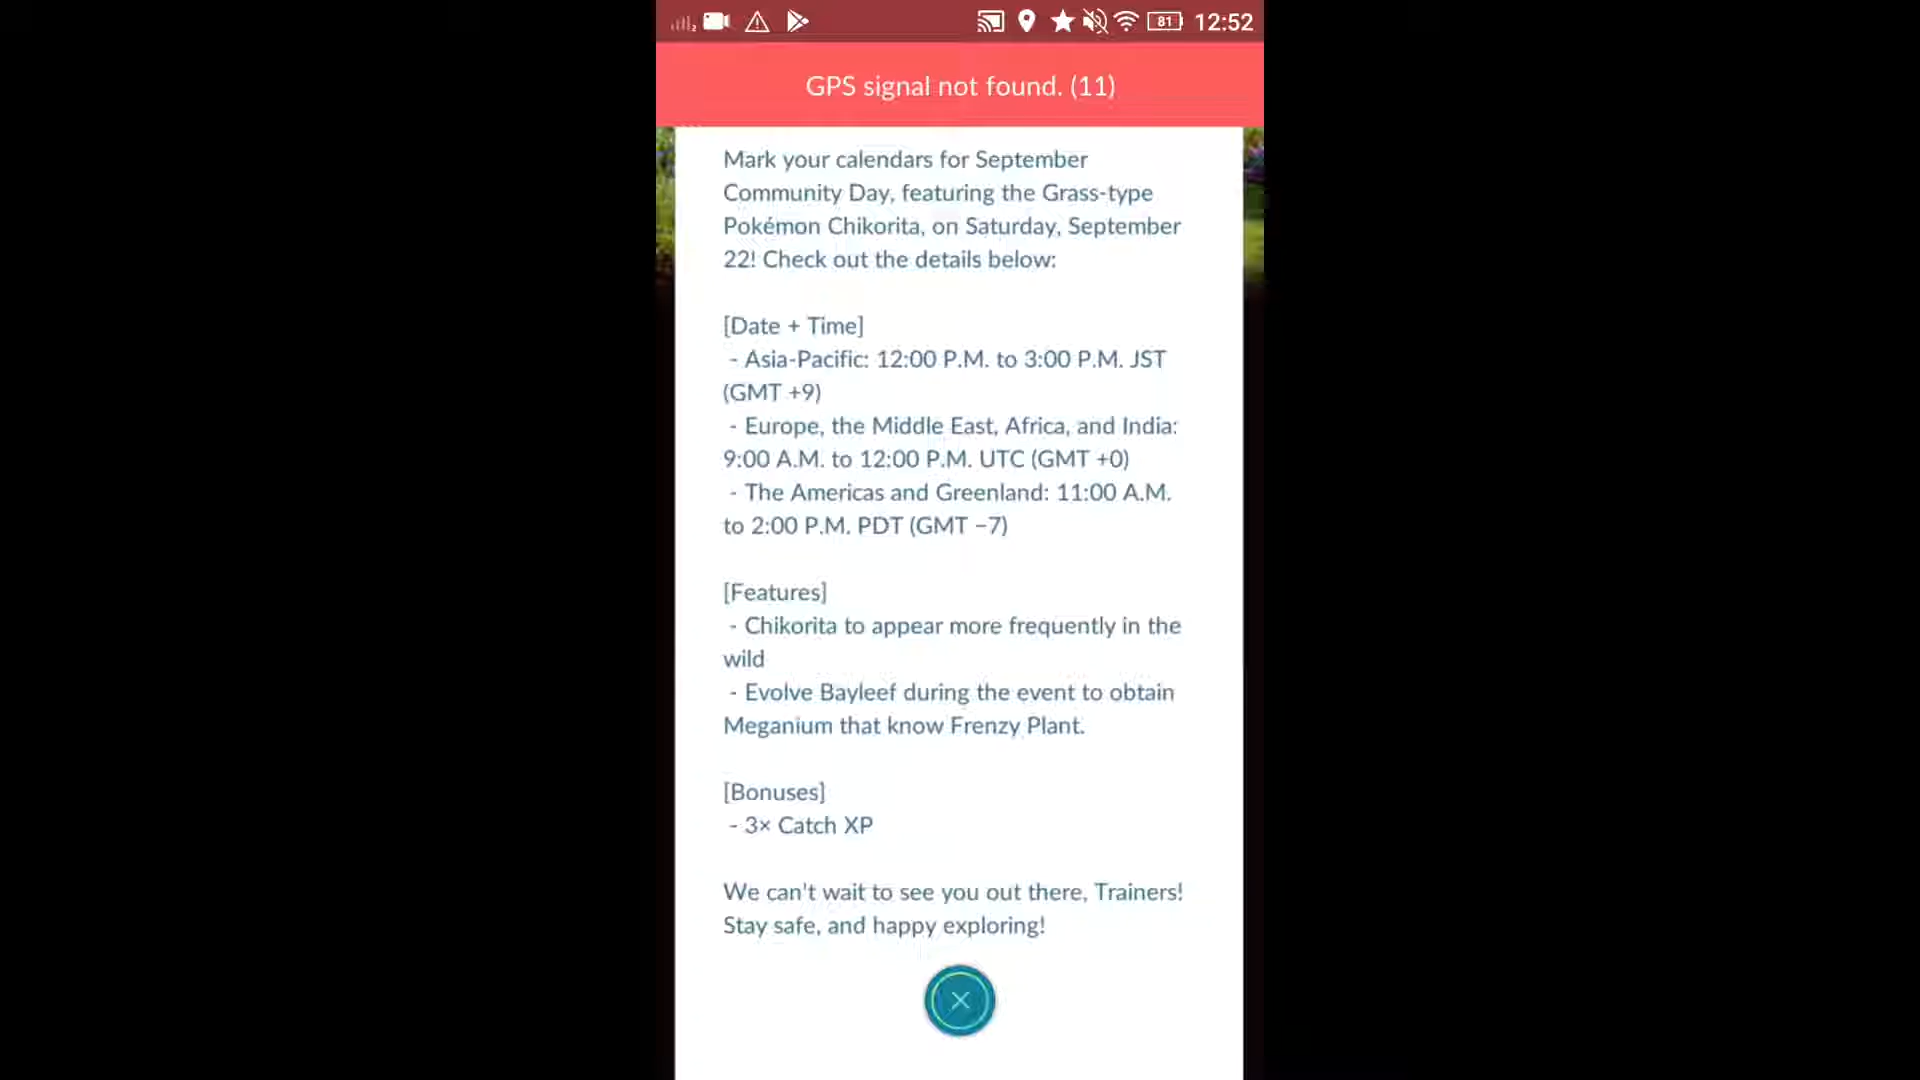 81 12:52
GPS signal not found. (11)
Mark your calendars for September
Community Day, featuring the Grass-type
Pokémon Chikorita, on Saturday, September
22! Check out the details below:
[Date + Time]
- Asia-Pacific: 12:00 P.M. to 3:00 P.M. JST
(GMT +9)
- Europe, the Middle East, Africa, and India:
9:00 A.M. to 12:00 P.M. UTC (GMT +0)
- The Americas and Greenland: 11:00 A.M.
to 2:00 P.M. PDT (GMT −7)
[Features]
- Chikorita to appear more frequently in the
wild
- Evolve Bayleef during the event to obtain
Meganium that know Frenzy Plant.
[Bonuses]
- 3× Catch XP
We can't wait to see you out there, Trainers!
Stay safe, and happy exploring!